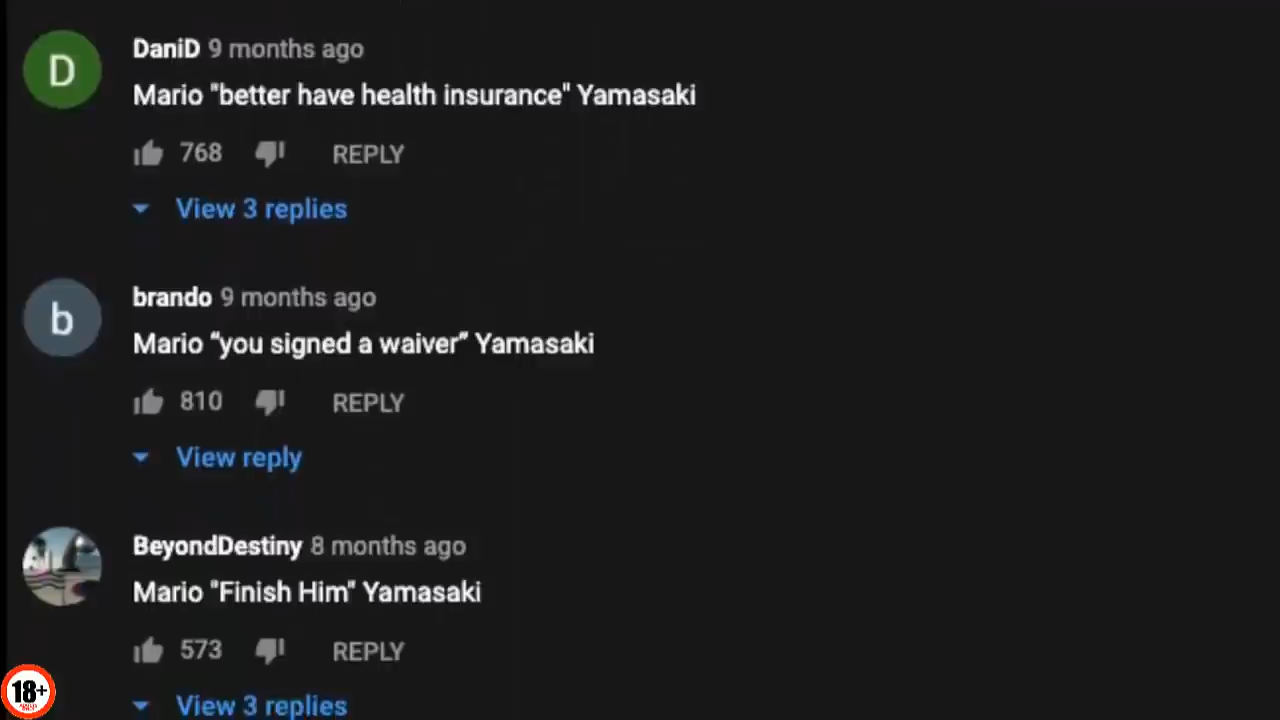 D
DaniD 9 months ago
Mario "better have health insurance" Yamasaki
768 REPLY
View 3 replies
b
brando 9 months ago
Mario “you signed a waiver” Yamasaki
810 REPLY
View reply
BeyondDestiny 8 months ago
Mario "Finish Him" Yamasaki
573 REPLY
18+
View 3 replies